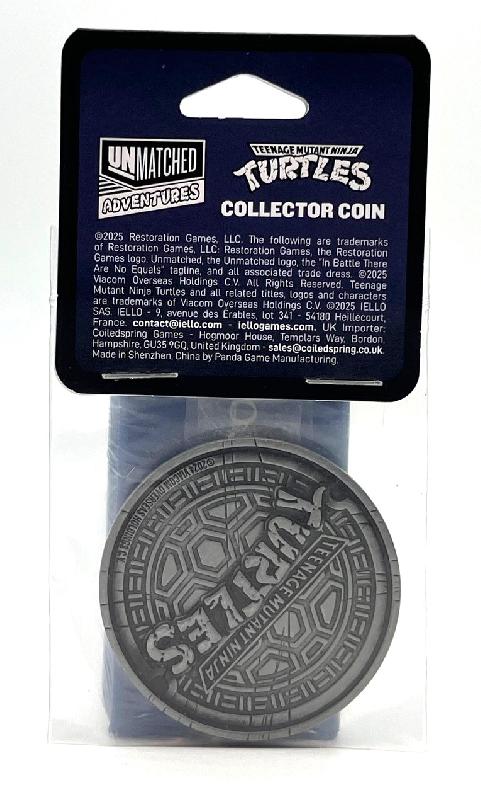 UNMATCHED
ADVENTURES
TEENAGE MUTANT NINJA
TURTLES
COLLECTOR COIN
©2025 Restoration Games, LLC. The following are trademarks
of Restoration Games, LLC: Restoration Games, the Restoration
Games logo, Unmatched, the Unmatched logo, the "In Battle There
Are No Equals" tagline, and all associated trade dress. ©2025
Viacom Overseas Holdings C.V. All Rights Reserved. Teenage
Mutant Ninja Turtles and all related titles, logos and characters
are trademarks of Viacom Overseas Holdings C.V. ©2025 IELLO
SAS. IELLO - 9, avenue des Érables, lot 341 - 54180 Heillecourt,
France. contact@iello.com - iellogames.com. UK Importer:
Coiledspring Games - Hogmoor House, Templars Way, Bordon,
Hampshire, GU35 9GQ, United Kingdom - sales@coiledspring.co.uk.
Made in Shenzhen, China by Panda Game Manufacturing.
TURTLES
TEENAGE MUTANT NINJA